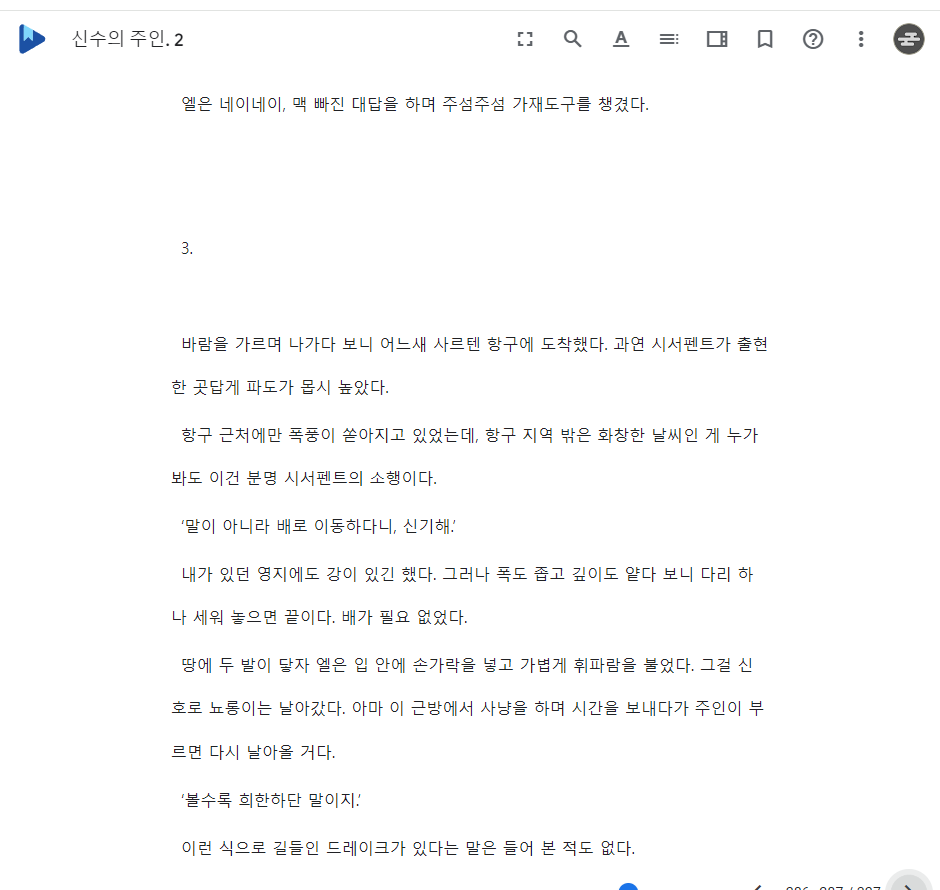 신수의 주인. 2
엘은 네이네이, 맥 빠진 대답을 하며 주섬주섬 가재도구를 챙겼다.
3.
바람을 가르며 나가다 보니 어느새 사르텐 항구에 도착했다. 과연 시서펜트가 출현
한 곳답게 파도가 몹시 높았다.
항구 근처에만 폭풍이 쏟아지고 있었는데, 항구 지역 밖은 화창한 날씨인 게 누가
봐도 이건 분명 시서펜트의 소행이다.
‘말이 아니라 배로 이동하다니, 신기해.’
내가 있던 영지에도 강이 있긴 했다. 그러나 폭도 좁고 깊이도 얕다 보니 다리 하
나 세워 놓으면 끝이다. 배가 필요 없었다.
땅에 두 발이 닿자 엘은 입 안에 손가락을 넣고 가볍게 휘파람을 불었다. 그걸 신
호로 뇨롱이는 날아갔다. 아마 이 근방에서 사냥을 하며 시간을 보내다가 주인이 부
르면 다시 날아올 거다.
‘볼수록 희한하단 말이지.’
이런 식으로 길들인 드레이크가 있다는 말은 들어 본 적도 없다.